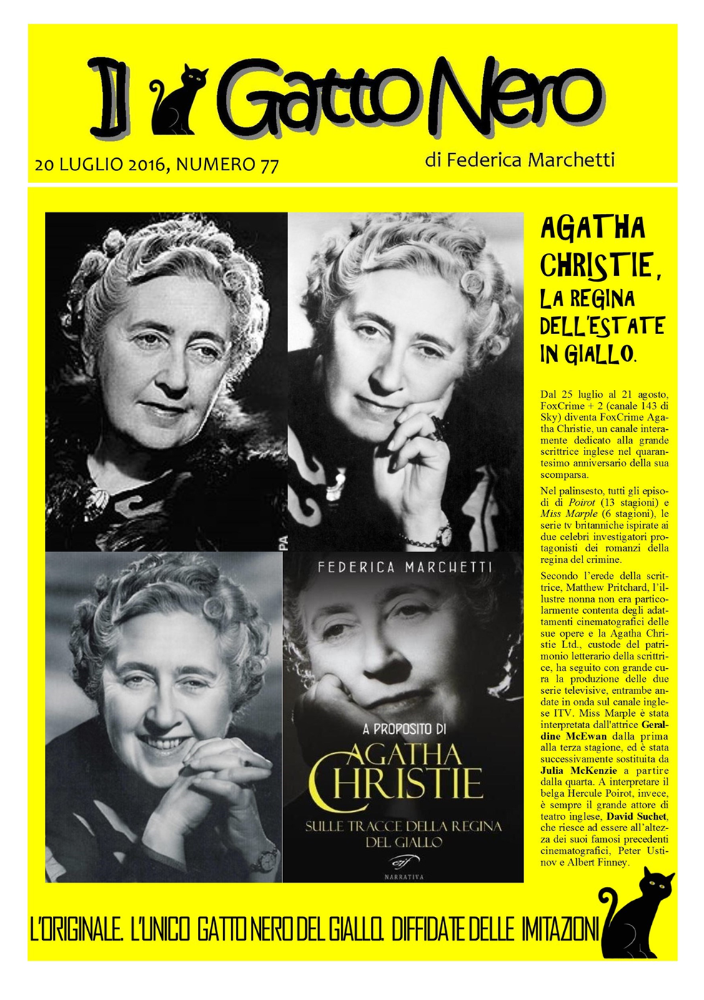 Il Gatto Nero
20 LUGLIO 2016, NUMERO 77
di Federica Marchetti
AGATHA
CHRISTIE,
LA REGINA
DELL'ESTATE
IN GIALLO.
Dal 25 luglio al 21 agosto,
FoxCrime + 2 (canale 143 di
Sky) diventa FoxCrime Aga-
tha Christie, un canale intera-
mente dedicato alla grande
scrittrice inglese nel quaran-
tesimo anniversario della sua
scomparsa.
Nel palinsesto, tutti gli episo-
di di Poirot (13 stagioni) e
Miss Marple (6 stagioni), le
serie tv britanniche ispirate ai
due celebri investigatori pro-
tagonisti dei romanzi della
regina del crimine.
Secondo l'erede della scrit-
trice, Matthew Pritchard, l'il-
lustre nonna non era partico-
larmente contenta degli adat-
tamenti cinematografici delle
sue opere e la Agatha Chri-
stie Ltd., custode del patri-
monio letterario della scrittri-
ce, ha seguito con grande cu-
ra la produzione delle due
serie televisive, entrambe an-
date in onda sul canale ingle-
se ITV. Miss Marple è stata
interpretata dall'attrice Geral-
dine McEwan dalla prima
alla terza stagione, ed è stata
successivamente sostituita da
Julia McKenzie a partire
dalla quarta. A interpretare il
belga Hercule Poirot, invece,
è sempre il grande attore di
teatro inglese, David Suchet,
che riesce ad essere all'altez-
za dei suoi famosi precedenti
cinematografici, Peter Usti-
nov e Albert Finney.
PA
FEDERICA MARCHETTI
A PROPOSITO DI
AGATHA
CHRISTIE
SULLE TRACCE DELLA REGINA
DEL GIALLO
NARRATIVA
L'ORIGINALE. L'UNICO GATTO NERO DEL GIALLO. DIFFIDATE DELLE IMITAZIONI